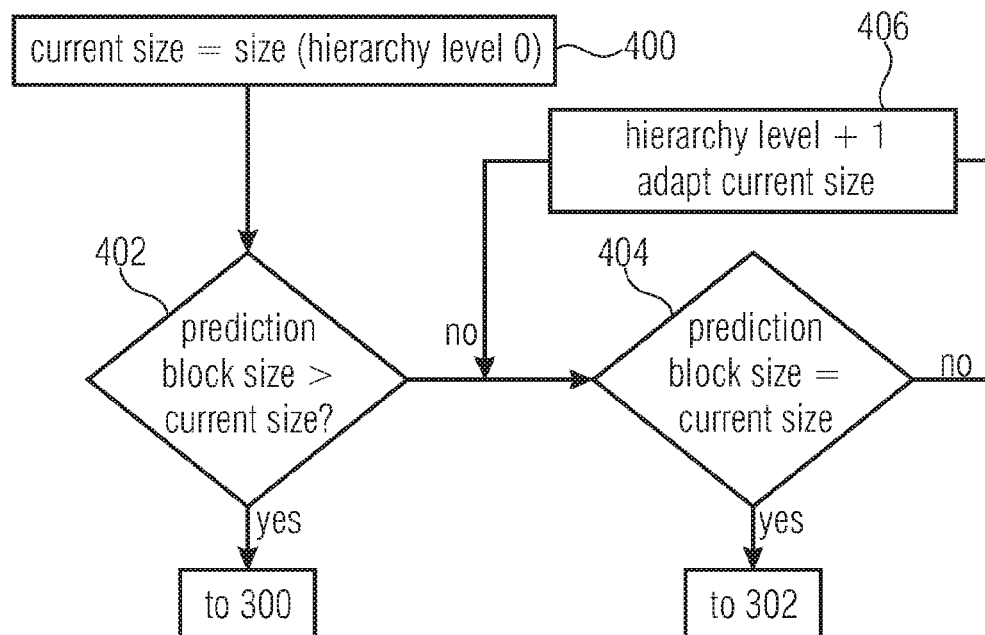 current size = size (hierarchy level 0)
400
406
hierarchy level + 1
adapt current size
402
prediction
block size >
current size?
no
404
prediction
block size =
current size
no
yes
yes
to 300
to 302